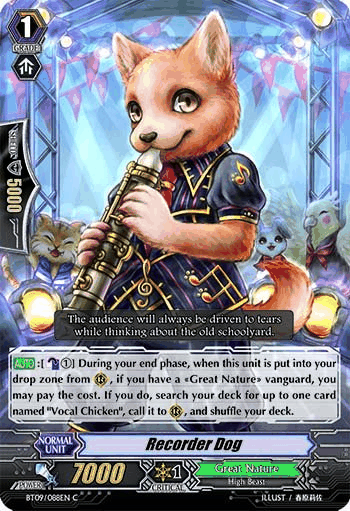 1
GRADE
SHIELD
5000
The audience will always be driven to tears
while thinking about the old schoolyard.
AUTO :[ ①] During your end phase, when this unit is put into your
drop zone from R, if you have a «Great Nature» vanguard, you
may pay the cost. If you do, search your deck for up to one card
named "Vocal Chicken", call it to R, and shuffle your deck.
NORMAL
UNIT
Recorder Dog
POWER
7000
1
CRITICAL
Great Nature
High Beast
BT09/088EN C
ILLUST / 春原莉佐